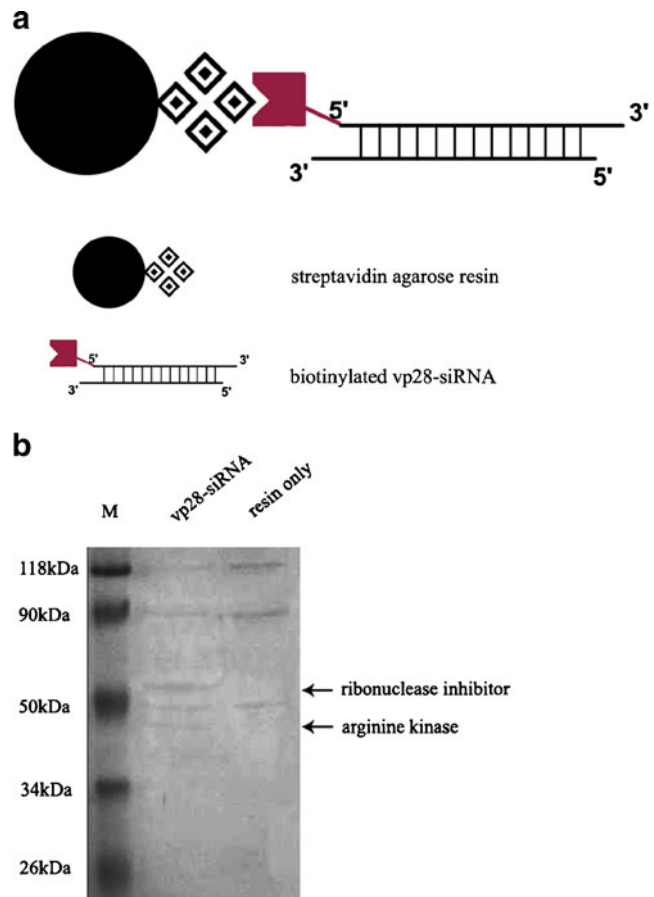 a
5' 3'
3' 5'
streptavidin agarose resin
5' 3'
3' 5'
biotinylated vp28-siRNA
b
M vp28-siRNA resin only
118kDa
90kDa
ribonuclease inhibitor
50kDa
arginine kinase
34kDa
26kDa